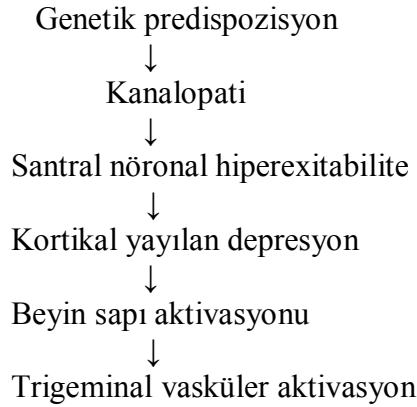 Genetik predispozisyon
↓
Kanalopati
↓
Santral nöronal hiperexitabilite
↓
Kortikal yayılan depresyon
↓
Beyin sapı aktivasyonu
↓
Trigeminal vasküler aktivasyon